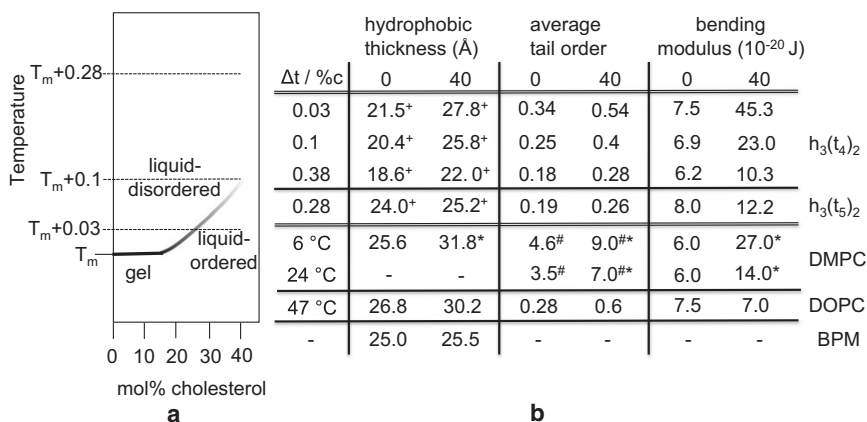 Temperature
Tₘ+0.28
Tₘ+0.1
Tₘ+0.03
Tₘ
liquid-
disordered
liquid-
ordered
gel
0 10 20 30 40
mol% cholesterol
a
hydrophobic thickness (Å) average tail order bending modulus (10⁻²⁰ J)
Δt / %c 0 40 0 40 0 40
0.03 21.5⁺ 27.8⁺ 0.34 0.54 7.5 45.3
0.1 20.4⁺ 25.8⁺ 0.25 0.4 6.9 23.0 h₃(t₄)₂
0.38 18.6⁺ 22.0⁺ 0.18 0.28 6.2 10.3
0.28 24.0⁺ 25.2⁺ 0.19 0.26 8.0 12.2 h₃(t₅)₂
6 °C 25.6 31.8* 4.6# 9.0#* 6.0 27.0*
DMPC
24 °C - - 3.5# 7.0#* 6.0 14.0*
47 °C 26.8 30.2 0.28 0.6 7.5 7.0 DOPC
- 25.0 25.5 - - - - BPM
b